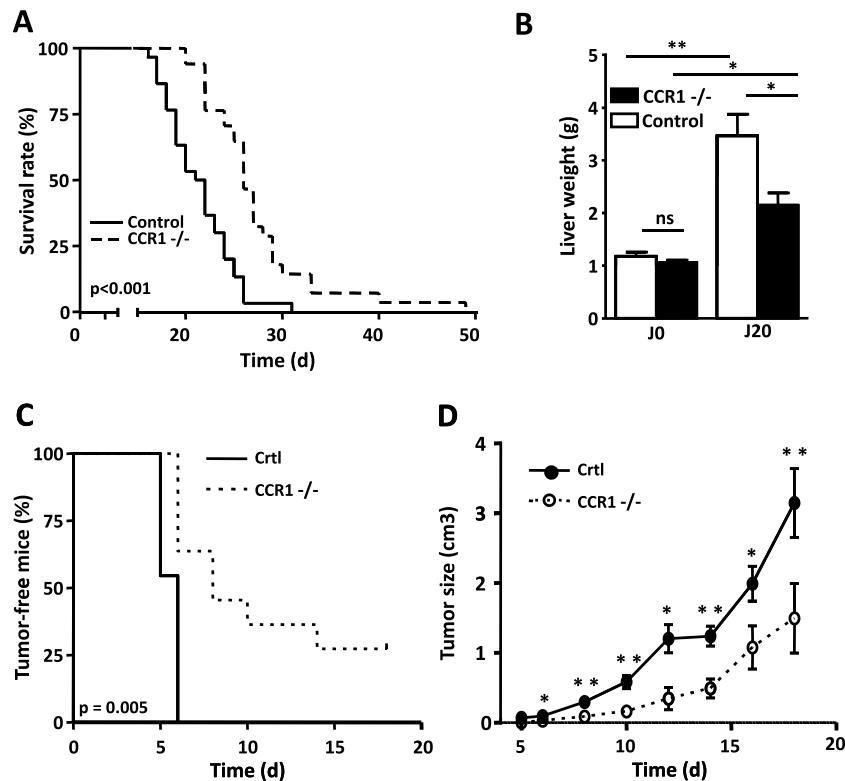 A
Survival rate (%)
100
75
50
25
0
Control
CCR1 -/-
p<0.001
0 20 30 40 50
Time (d)
B
Liver weight (g)
5
4
3
2
1
0
**
*
*
CCR1 -/-
Control
ns
J0 J20
C
Tumor-free mice (%)
100
75
50
25
0
Crtl
CCR1 -/-
p = 0.005
0 5 10 15 20
Time (d)
D
Tumor size (cm3)
4
3
2
1
0
Crtl
CCR1 -/-
* ** ** * ** * **
5 10 15 20
Time (d)